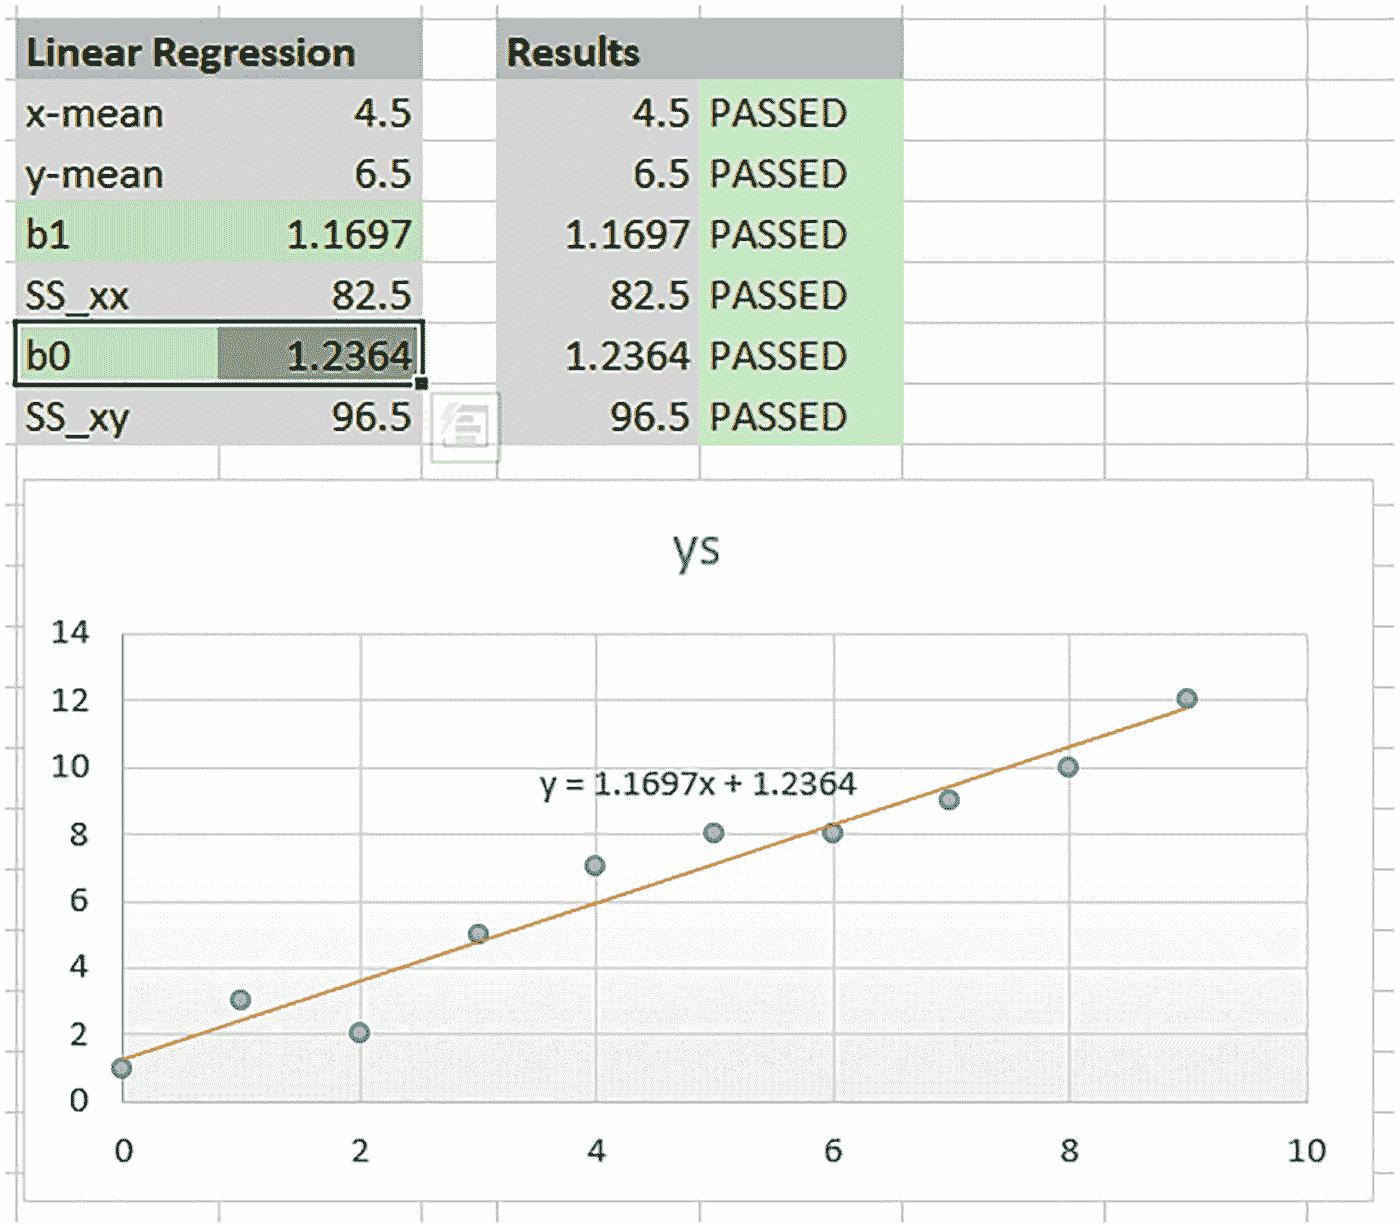 Linear Regression Results
x-mean 4.5 4.5 PASSED
y-mean 6.5 6.5 PASSED
b1 1.1697 1.1697 PASSED
SS_xx 82.5 82.5 PASSED
b0 1.2364 1.2364 PASSED
SS_xy 96.5 96.5 PASSED
ys
14
12
10
y = 1.1697x + 1.2364
8
6
4
2
0
0 2 4 6 8 10